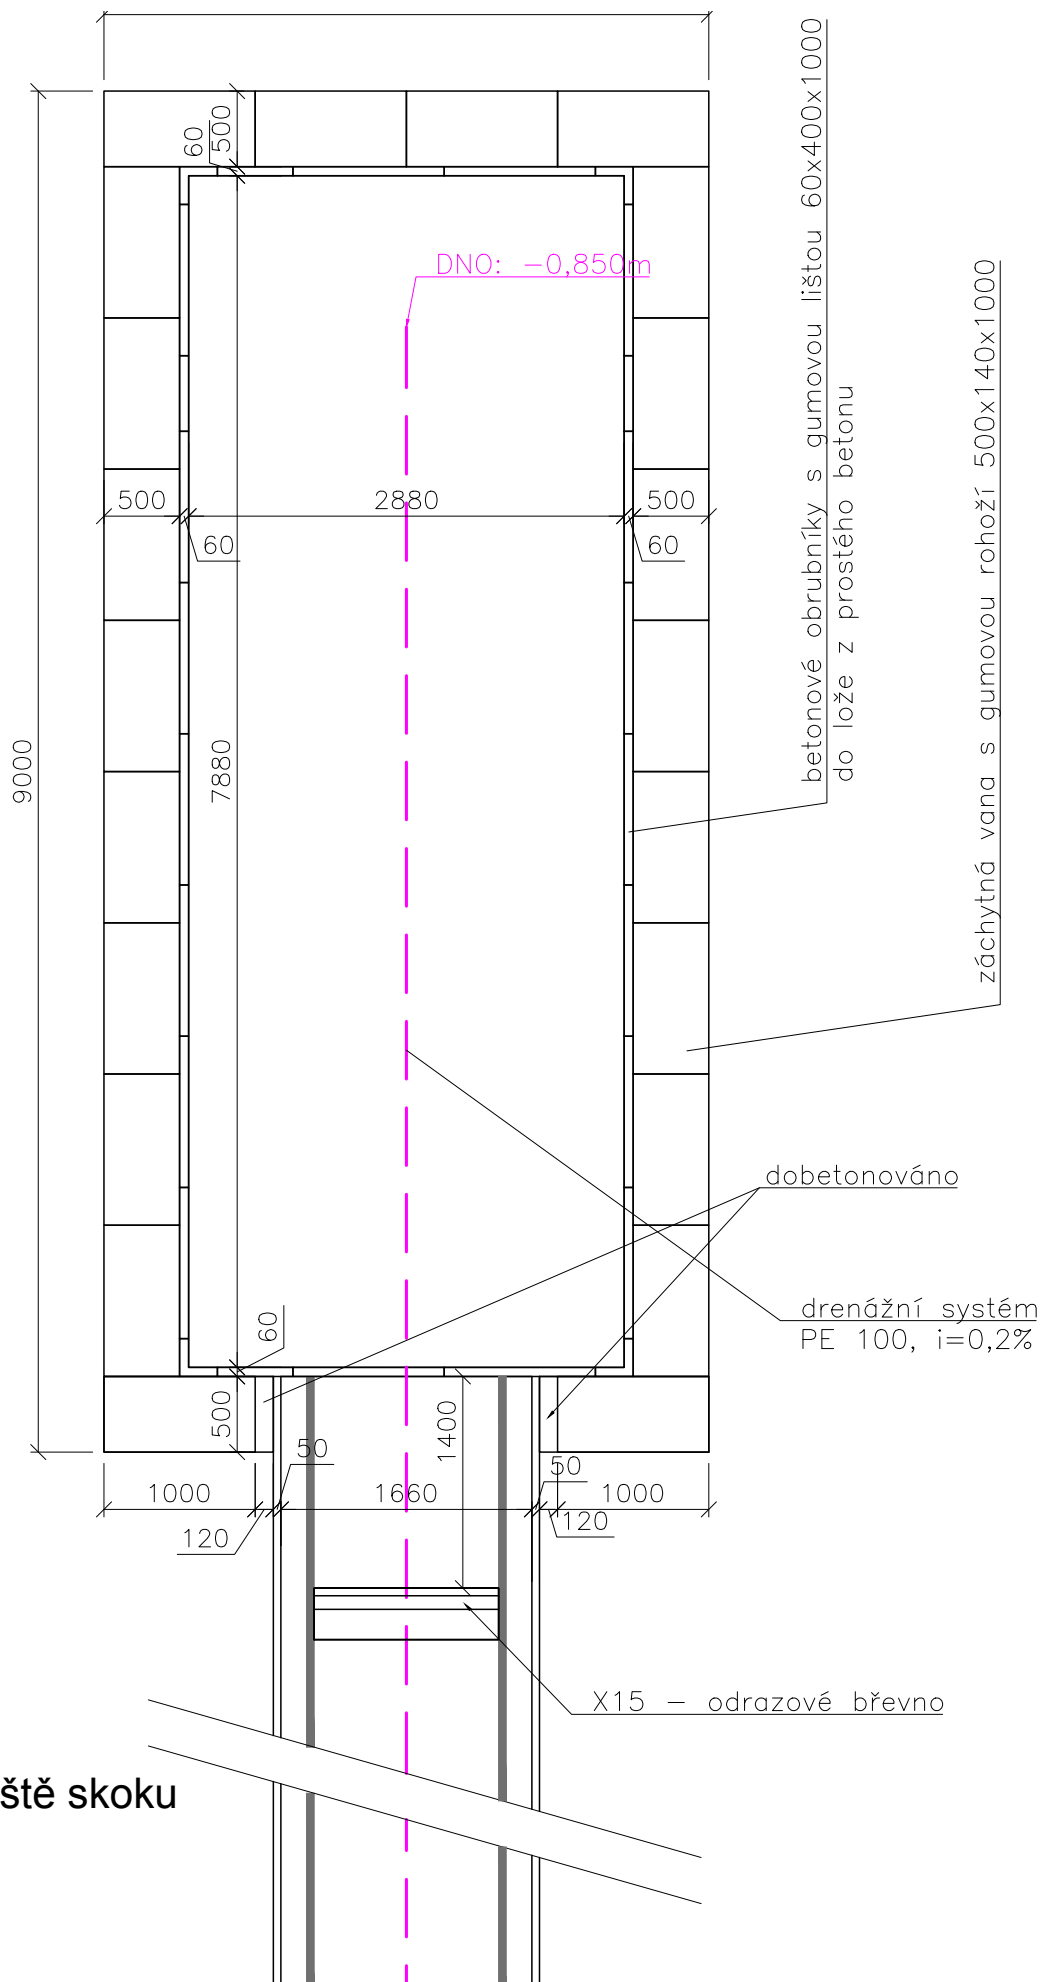 60
500
DNO: -0,850m
betonové obrubníky s gumovou lištou 60x400x1000
do lože z prostého betonu
záchytná vana s gumovou rohoží 500x140x1000
500
2880
500
60
60
9000
7880
dobetonováno
drenážní systém
PE 100, i=0,2%
60
500
1400
50
50
1000
1660
1000
120
120
X15 - odrazové břevno
ště skoku